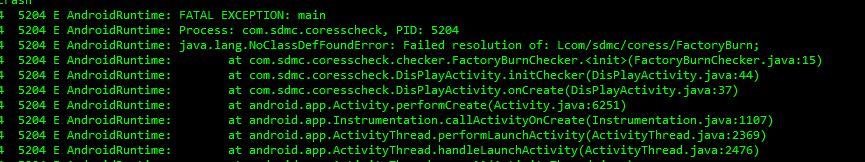 rash
4  5204 E AndroidRuntime: FATAL EXCEPTION: main
4  5204 E AndroidRuntime: Process: com.sdmc.coresscheck, PID: 5204
4  5204 E AndroidRuntime: java.lang.NoClassDefFoundError: Failed resolution of: Lcom/sdmc/coress/FactoryBurn;
4  5204 E AndroidRuntime:        at com.sdmc.coresscheck.checker.FactoryBurnChecker.<init>(FactoryBurnChecker.java:15)
4  5204 E AndroidRuntime:        at com.sdmc.coresscheck.DisPlayActivity.initChecker(DisPlayActivity.java:44)
4  5204 E AndroidRuntime:        at com.sdmc.coresscheck.DisPlayActivity.onCreate(DisPlayActivity.java:37)
4  5204 E AndroidRuntime:        at android.app.Activity.performCreate(Activity.java:6251)
4  5204 E AndroidRuntime:        at android.app.Instrumentation.callActivityOnCreate(Instrumentation.java:1107)
4  5204 E AndroidRuntime:        at android.app.ActivityThread.performLaunchActivity(ActivityThread.java:2369)
4  5204 E AndroidRuntime:        at android.app.ActivityThread.handleLaunchActivity(ActivityThread.java:2476)